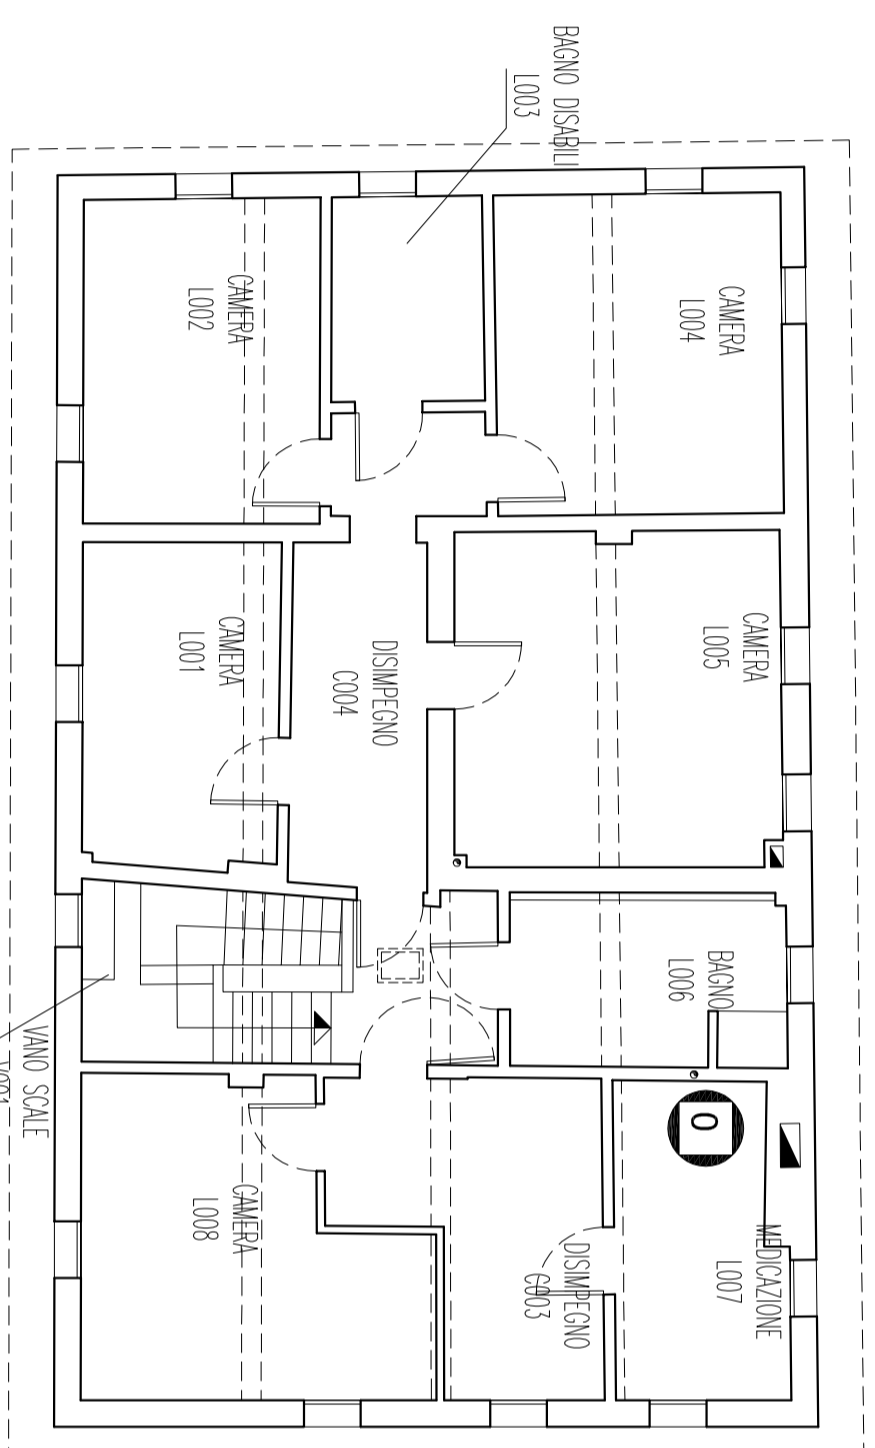 BAGNO DISABILI
L003
CAMERA
L004
CAMERA
L002
CAMERA
L005
DISIMPEGNO
C004
CAMERA
L001
BAGNO
L006
VANO SCALE
0
MEDICAZIONE
L007
DISIMPEGNO
C003
CAMERA
L008